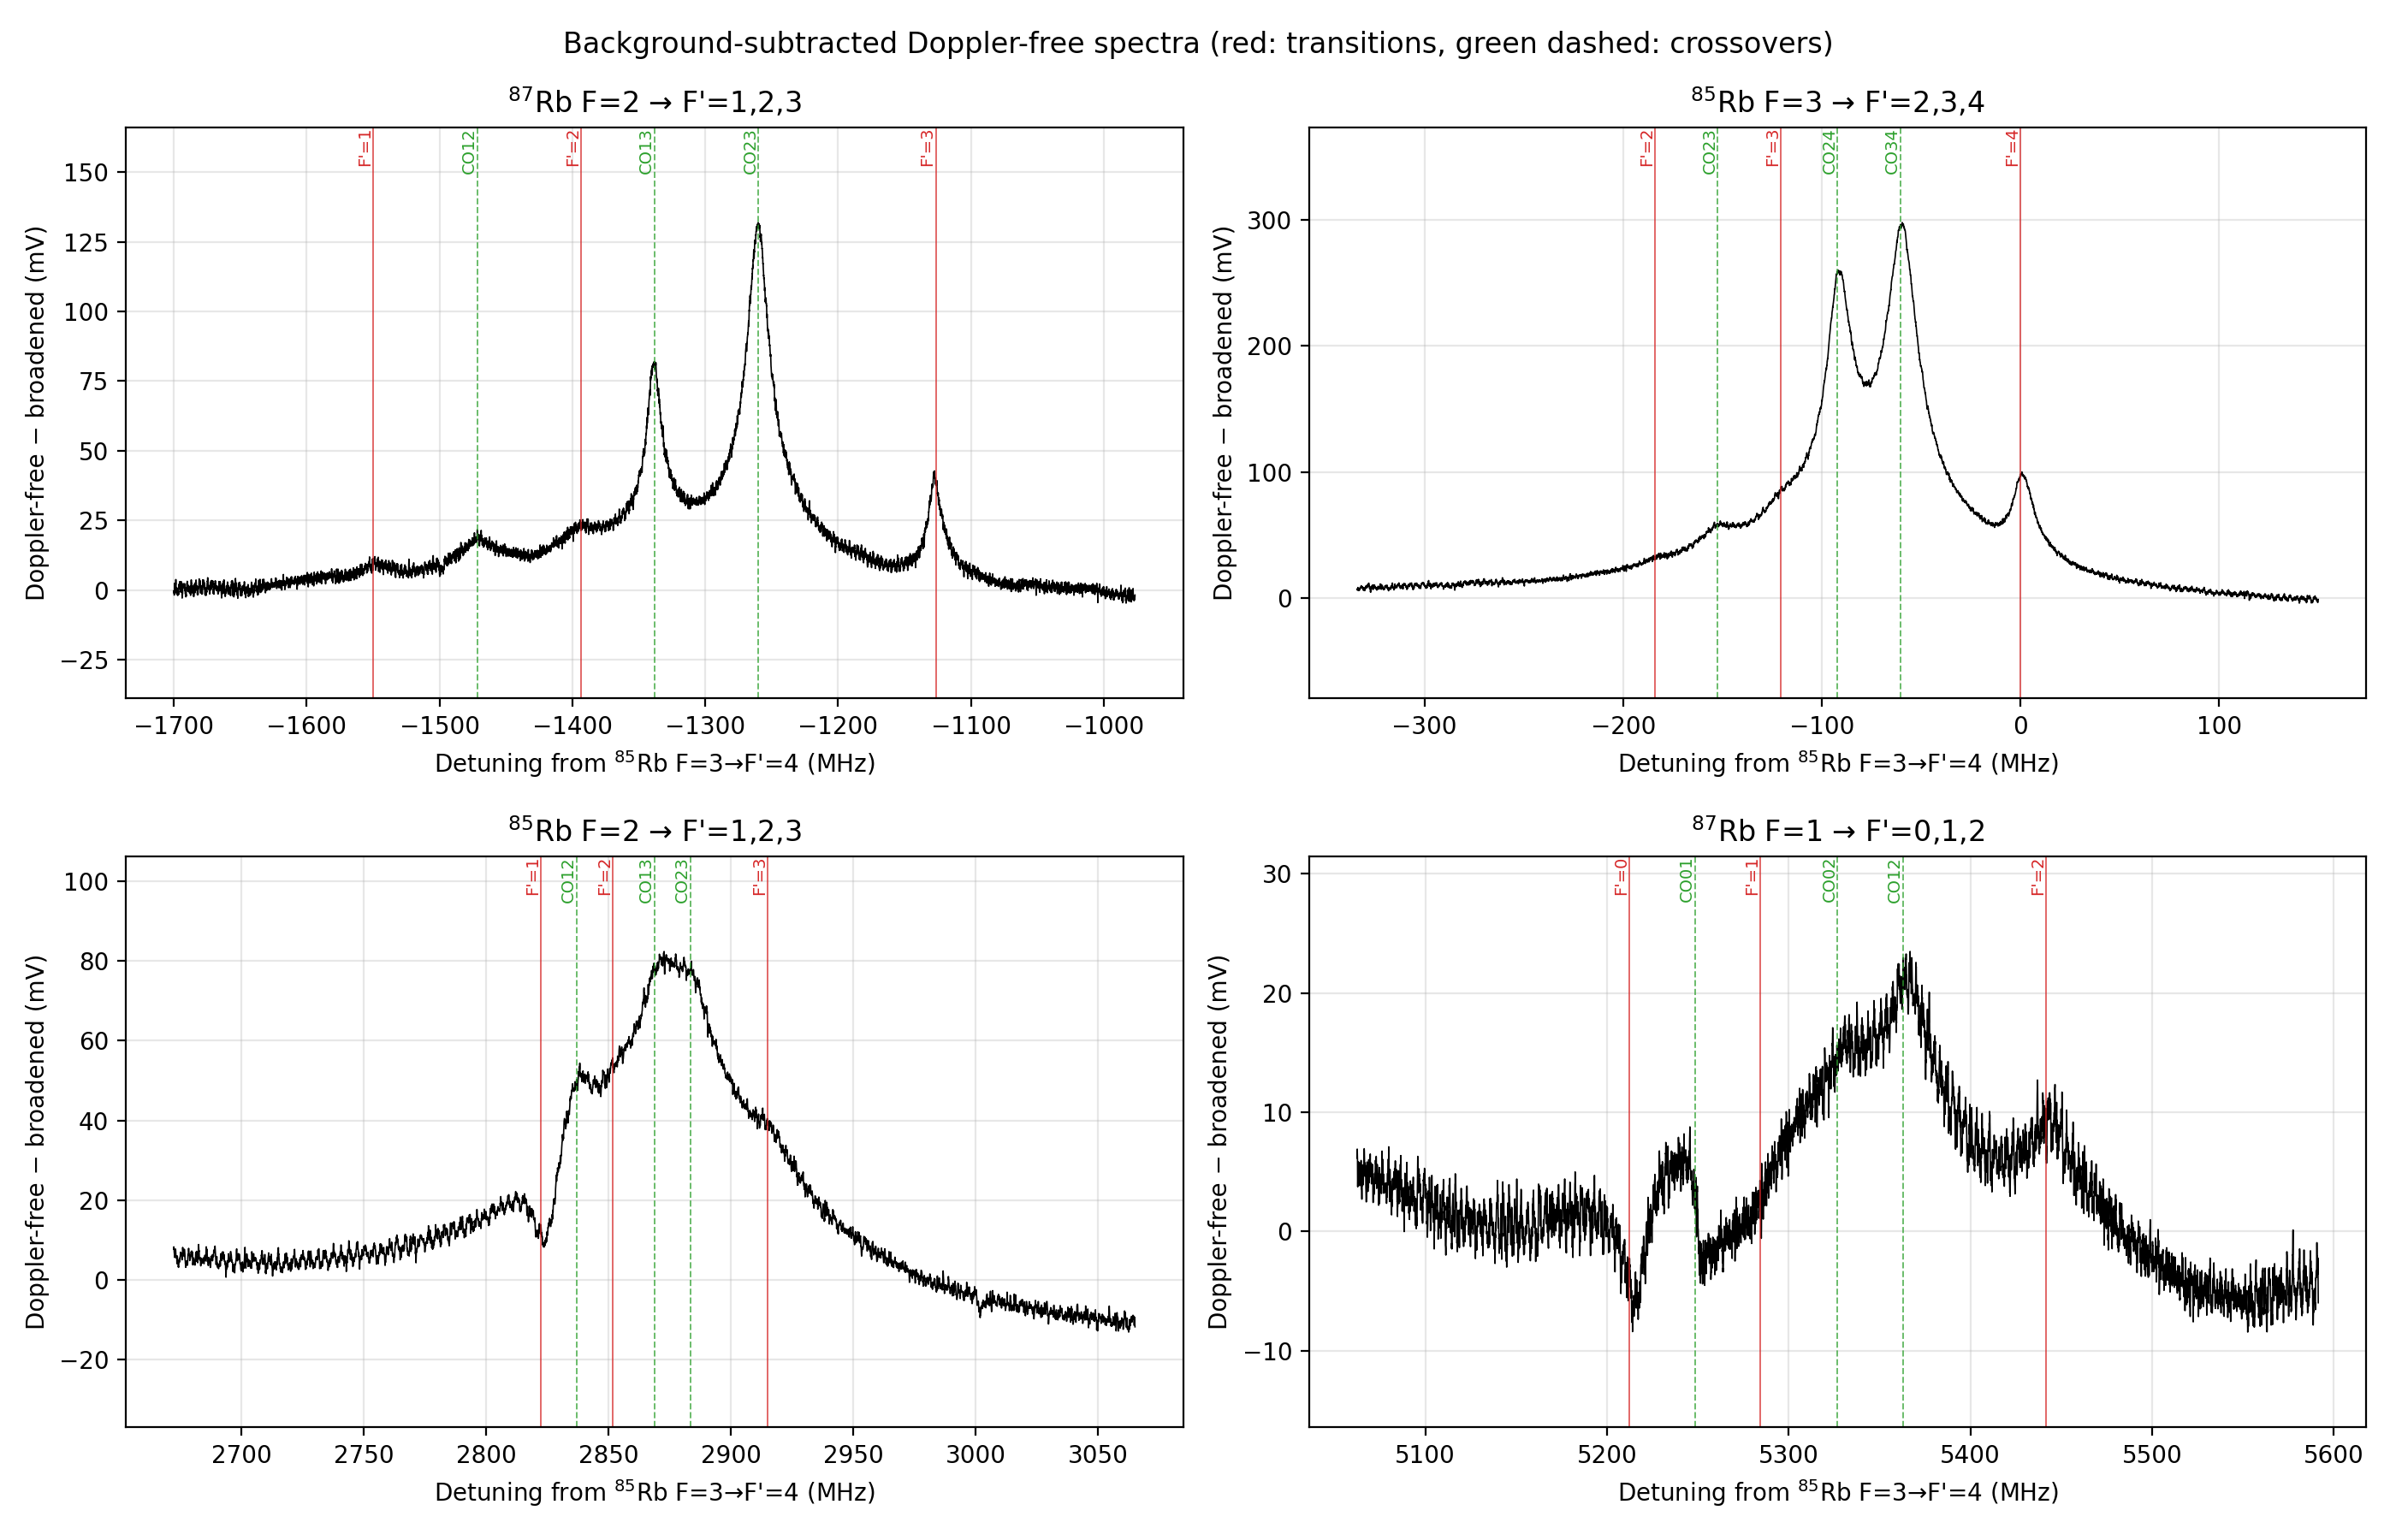 Background-subtracted Doppler-free spectra (red: transitions, green dashed: crossovers)
⁸⁷Rb F=2 → F'=1,2,3
F'=1
CO12
F'=2
CO13
CO23
F'=3
150
125
100
75
50
25
0
−25
Doppler-free − broadened (mV)
−1700
−1600
−1500
−1400
−1300
−1200
−1100
−1000
Detuning from ⁸⁵Rb F=3→F'=4 (MHz)
⁸⁵Rb F=3 → F'=2,3,4
F'=2
CO23
F'=3
CO24
CO34
F'=4
300
200
100
0
Doppler-free − broadened (mV)
−300
−200
−100
0
100
Detuning from ⁸⁵Rb F=3→F'=4 (MHz)
⁸⁵Rb F=2 → F'=1,2,3
F'=1
CO12
F'=2
CO13
CO23
F'=3
100
80
60
40
20
0
−20
Doppler-free − broadened (mV)
2700
2750
2800
2850
2900
2950
3000
3050
Detuning from ⁸⁵Rb F=3→F'=4 (MHz)
⁸⁷Rb F=1 → F'=0,1,2
F'=0
CO01
F'=1
CO02
CO12
F'=2
30
20
10
0
−10
Doppler-free − broadened (mV)
5100
5200
5300
5400
5500
5600
Detuning from ⁸⁵Rb F=3→F'=4 (MHz)